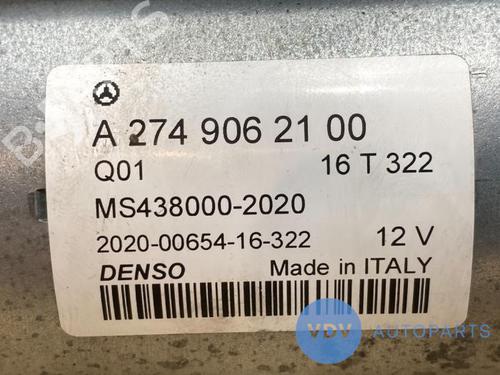 A 274 906 21 00
Q01 16 T 322
MS438000-2020
2020-00654-16-322 12 V
DENSO Made in ITALY
VDV AUTOPARTS